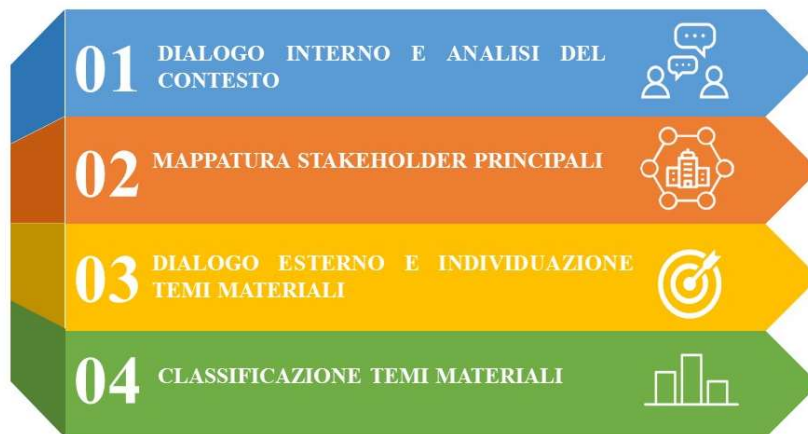 01
DIALOGO INTERNO E ANALISI DEL
CONTESTO
02
MAPPATURA STAKEHOLDER PRINCIPALI
03
DIALOGO ESTERNO E INDIVIDUAZIONE
TEMI MATERIALI
04
CLASSIFICAZIONE TEMI MATERIALI